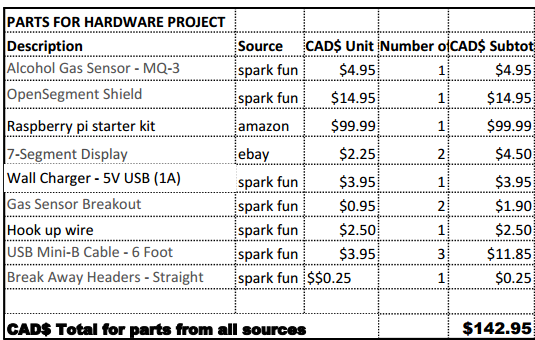 PARTS FOR HARDWARE PROJECT
Description Source CAD$ Unit Number of CAD$ Subtot
Alcohol Gas Sensor - MQ-3 spark fun $4.95 1 $4.95
OpenSegment Shield spark fun $14.95 1 $14.95
Raspberry pi starter kit amazon $99.99 1 $99.99
7-Segment Display ebay $2.25 2 $4.50
Wall Charger - 5V USB (1A) spark fun $3.95 1 $3.95
Gas Sensor Breakout spark fun $0.95 2 $1.90
Hook up wire spark fun $2.50 1 $2.50
USB Mini-B Cable - 6 Foot spark fun $3.95 3 $11.85
Break Away Headers - Straight spark fun $$0.25 1 $0.25
CAD$ Total for parts from all sources $142.95